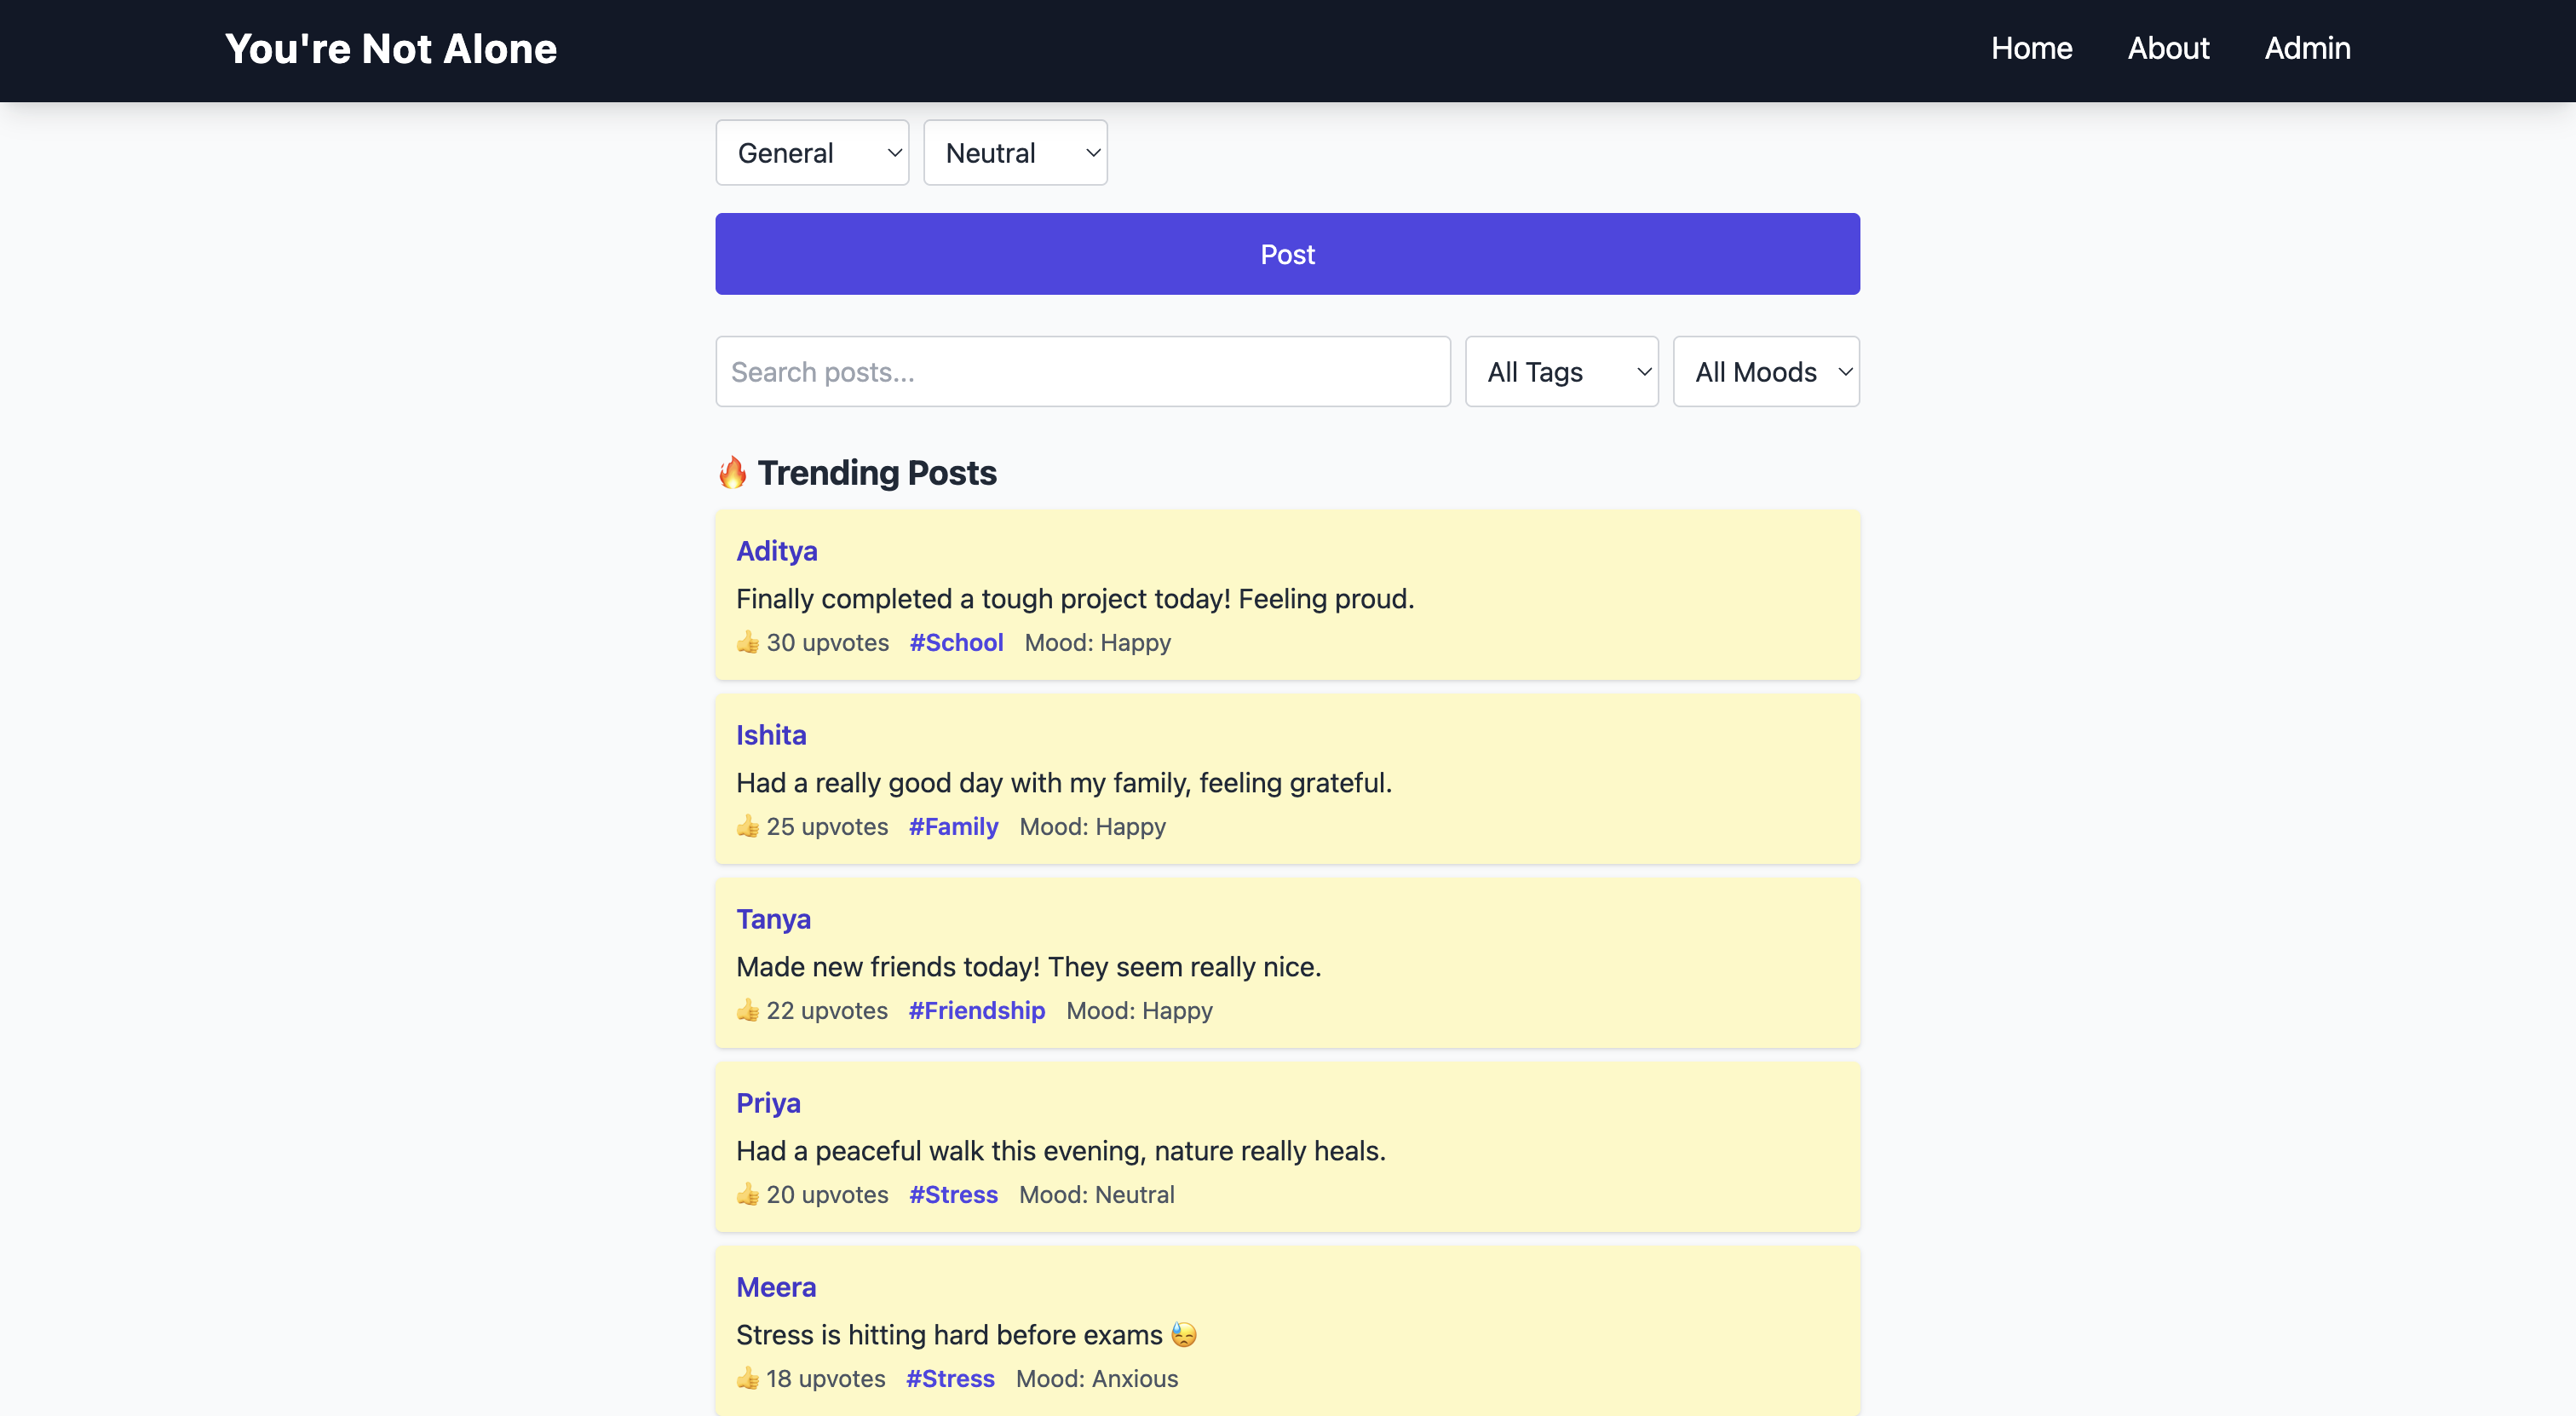 You're Not Alone
Home About Admin
General Neutral
Post
Search posts... All Tags All Moods
🔥 Trending Posts
Aditya
Finally completed a tough project today! Feeling proud.
👍 30 upvotes #School Mood: Happy
Ishita
Had a really good day with my family, feeling grateful.
👍 25 upvotes #Family Mood: Happy
Tanya
Made new friends today! They seem really nice.
👍 22 upvotes #Friendship Mood: Happy
Priya
Had a peaceful walk this evening, nature really heals.
👍 20 upvotes #Stress Mood: Neutral
Meera
Stress is hitting hard before exams 😓
👍 18 upvotes #Stress Mood: Anxious